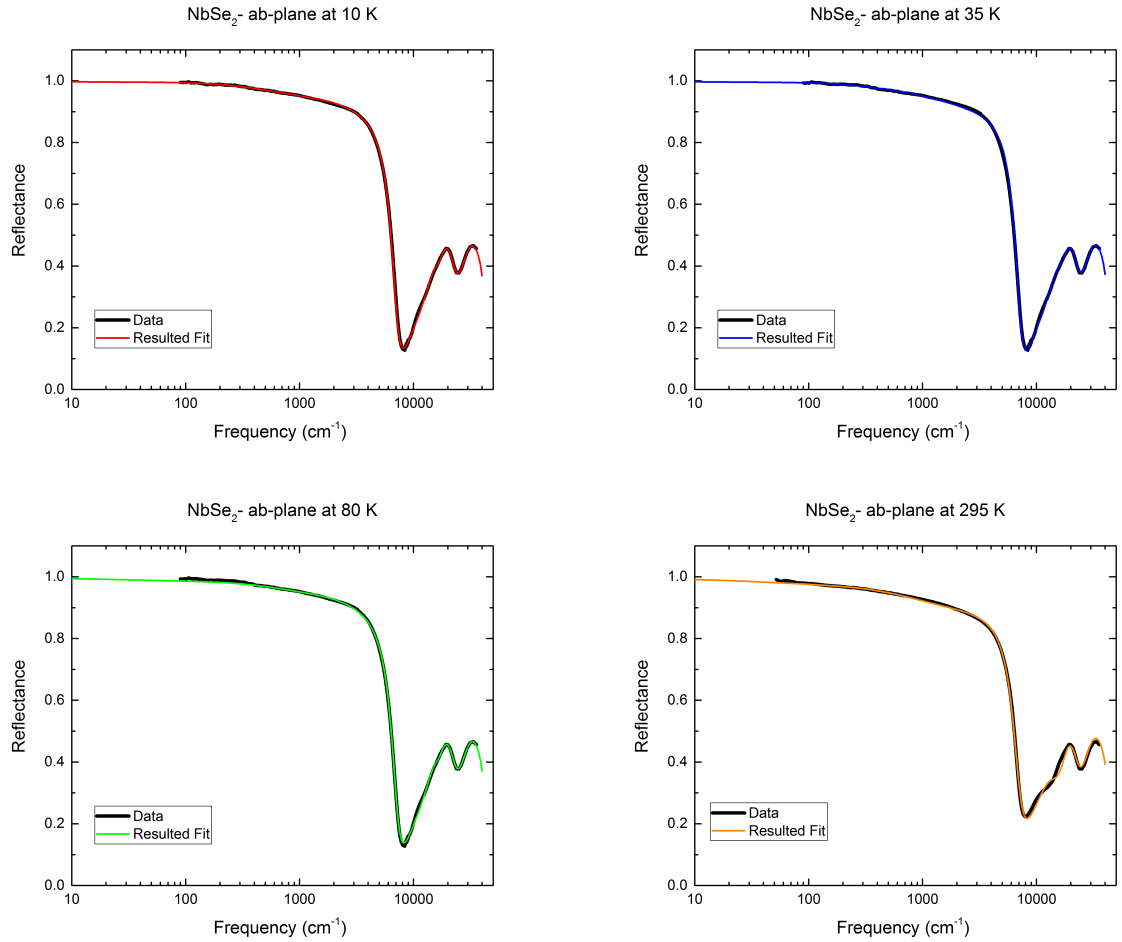 NbSe₂- ab-plane at 10 K
1.0
0.8
0.6
0.4
0.2
0.0
Reflectance
Data
Resulted Fit
10 100 1000 10000
Frequency (cm⁻¹)
NbSe₂- ab-plane at 35 K
1.0
0.8
0.6
0.4
0.2
0.0
Reflectance
Data
Resulted Fit
10 100 1000 10000
Frequency (cm⁻¹)
NbSe₂- ab-plane at 80 K
1.0
0.8
0.6
0.4
0.2
0.0
Reflectance
Data
Resulted Fit
10 100 1000 10000
Frequency (cm⁻¹)
NbSe₂- ab-plane at 295 K
1.0
0.8
0.6
0.4
0.2
0.0
Reflectance
Data
Resulted Fit
10 100 1000 10000
Frequency (cm⁻¹)